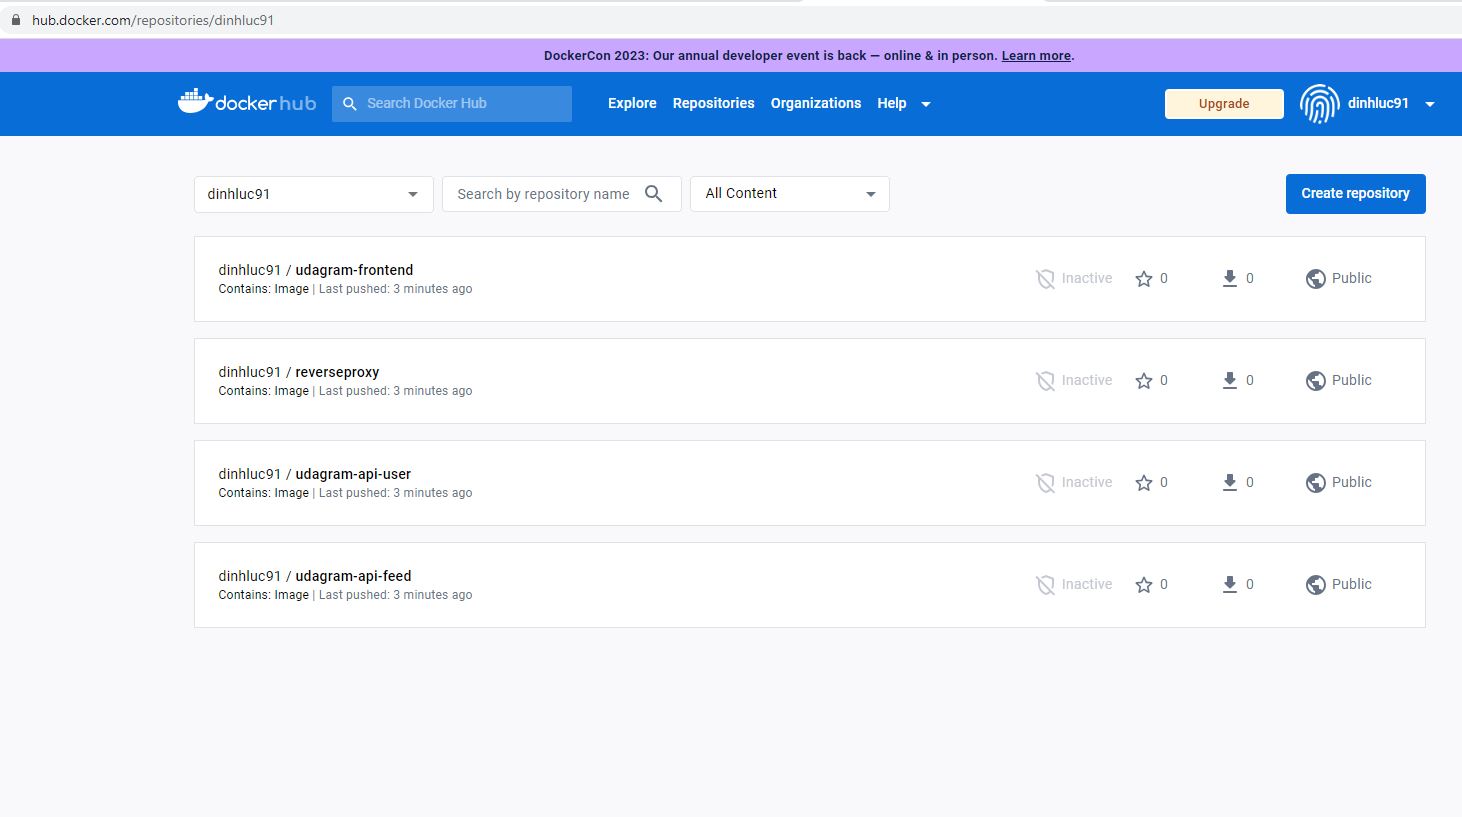 hub.docker.com/repositories/dinhluc91
DockerCon 2023: Our annual developer event is back — online & in person. Learn more.
docker hub Search Docker Hub Explore Repositories Organizations Help Upgrade dinhluc91
dinhluc91 Search by repository name All Content Create repository
dinhluc91 / udagram-frontend
Contains: Image | Last pushed: 3 minutes ago
Inactive 0 0 Public
dinhluc91 / reverseproxy
Contains: Image | Last pushed: 3 minutes ago
Inactive 0 0 Public
dinhluc91 / udagram-api-user
Contains: Image | Last pushed: 3 minutes ago
Inactive 0 0 Public
dinhluc91 / udagram-api-feed
Contains: Image | Last pushed: 3 minutes ago
Inactive 0 0 Public